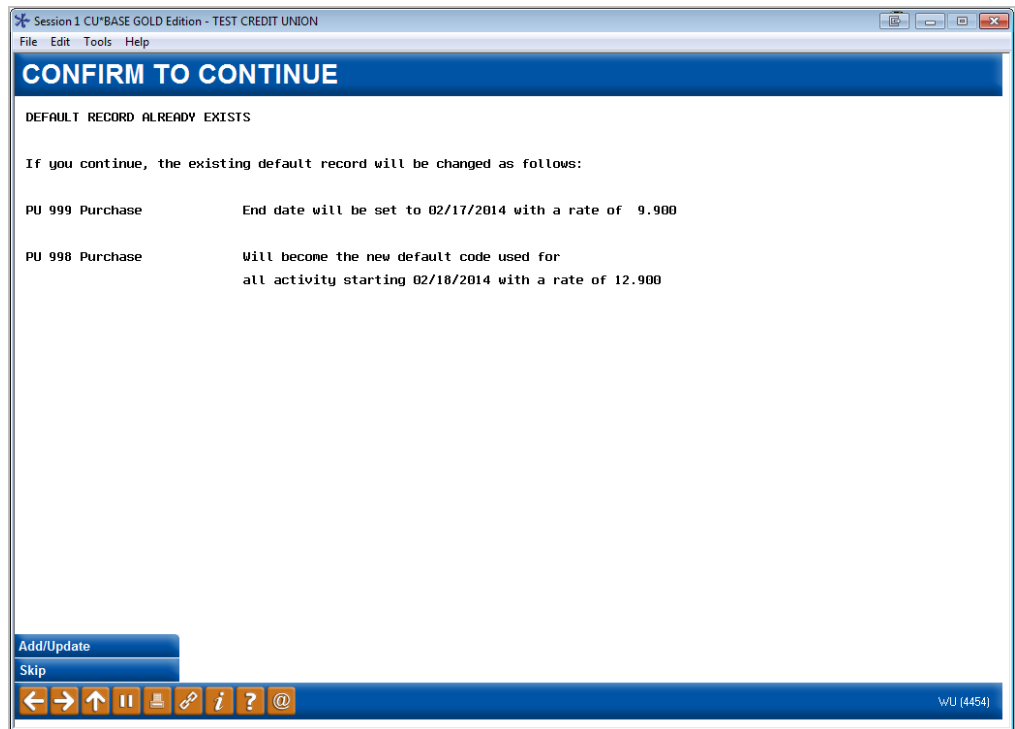 Session 1 CU*BASE GOLD Edition - TEST CREDIT UNION
File Edit Tools Help
CONFIRM TO CONTINUE
DEFAULT RECORD ALREADY EXISTS
If you continue, the existing default record will be changed as follows:
PU 999 Purchase End date will be set to 02/17/2014 with a rate of 9.900
PU 998 Purchase Will become the new default code used for
all activity starting 02/18/2014 with a rate of 12.900
Add/Update
Skip
i ? @
WU (4454)